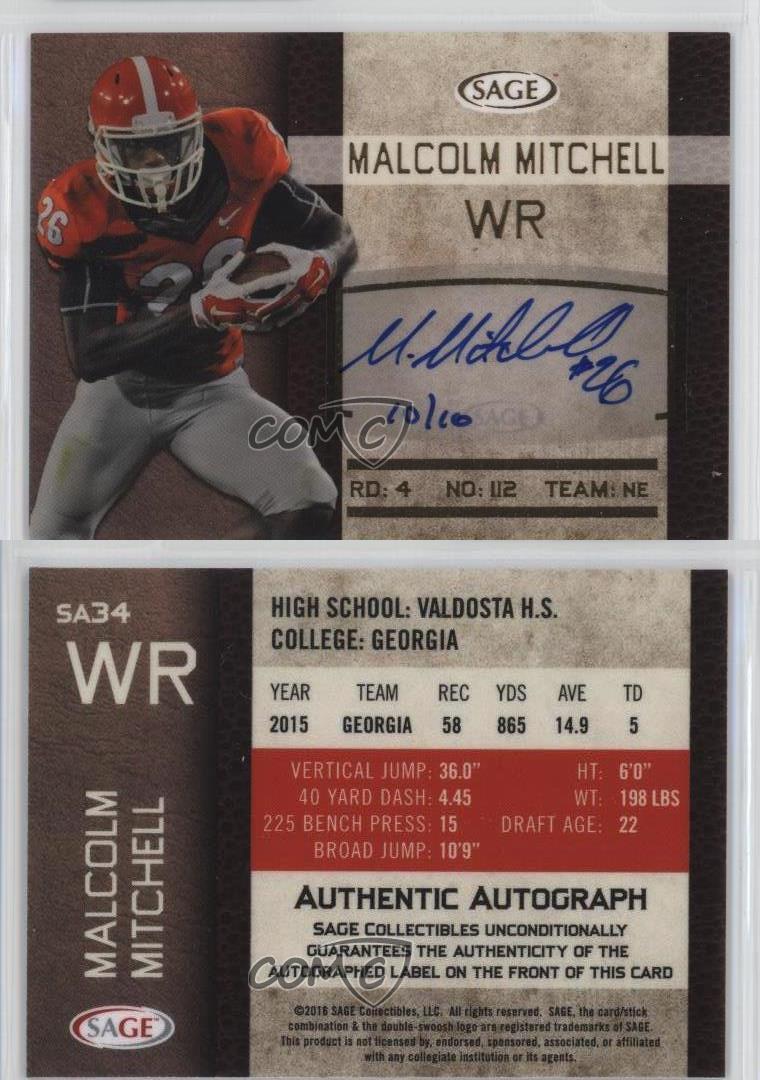 SAGE
MALCOLM MITCHELL
WR
26
26
M. Mitchell
#26
10/10
SAGE
COMC
RD: 4 NO: 112 TEAM: NE
SA34
WR
MALCOLM
MITCHELL
SAGE
HIGH SCHOOL: VALDOSTA H.S.
COLLEGE: GEORGIA
YEAR TEAM REC YDS AVE TD
2015 GEORGIA 58 865 14.9 5
VERTICAL JUMP: 36.0" HT: 6'0"
40 YARD DASH: 4.45 WT: 198 LBS
225 BENCH PRESS: 15 DRAFT AGE: 22
BROAD JUMP: 10'9"
AUTHENTIC AUTOGRAPH
SAGE COLLECTIBLES UNCONDITIONALLY
GUARANTEES THE AUTHENTICITY OF THE
AUTOGRAPHED LABEL ON THE FRONT OF THIS CARD
COMC
©2016 SAGE Collectibles, LLC. All rights reserved. SAGE, the card/stick
combination & the double-swoosh logo are registered trademarks of SAGE.
This product is not licensed by, endorsed, sponsored, associated, or affiliated
with any collegiate institution or its agents.